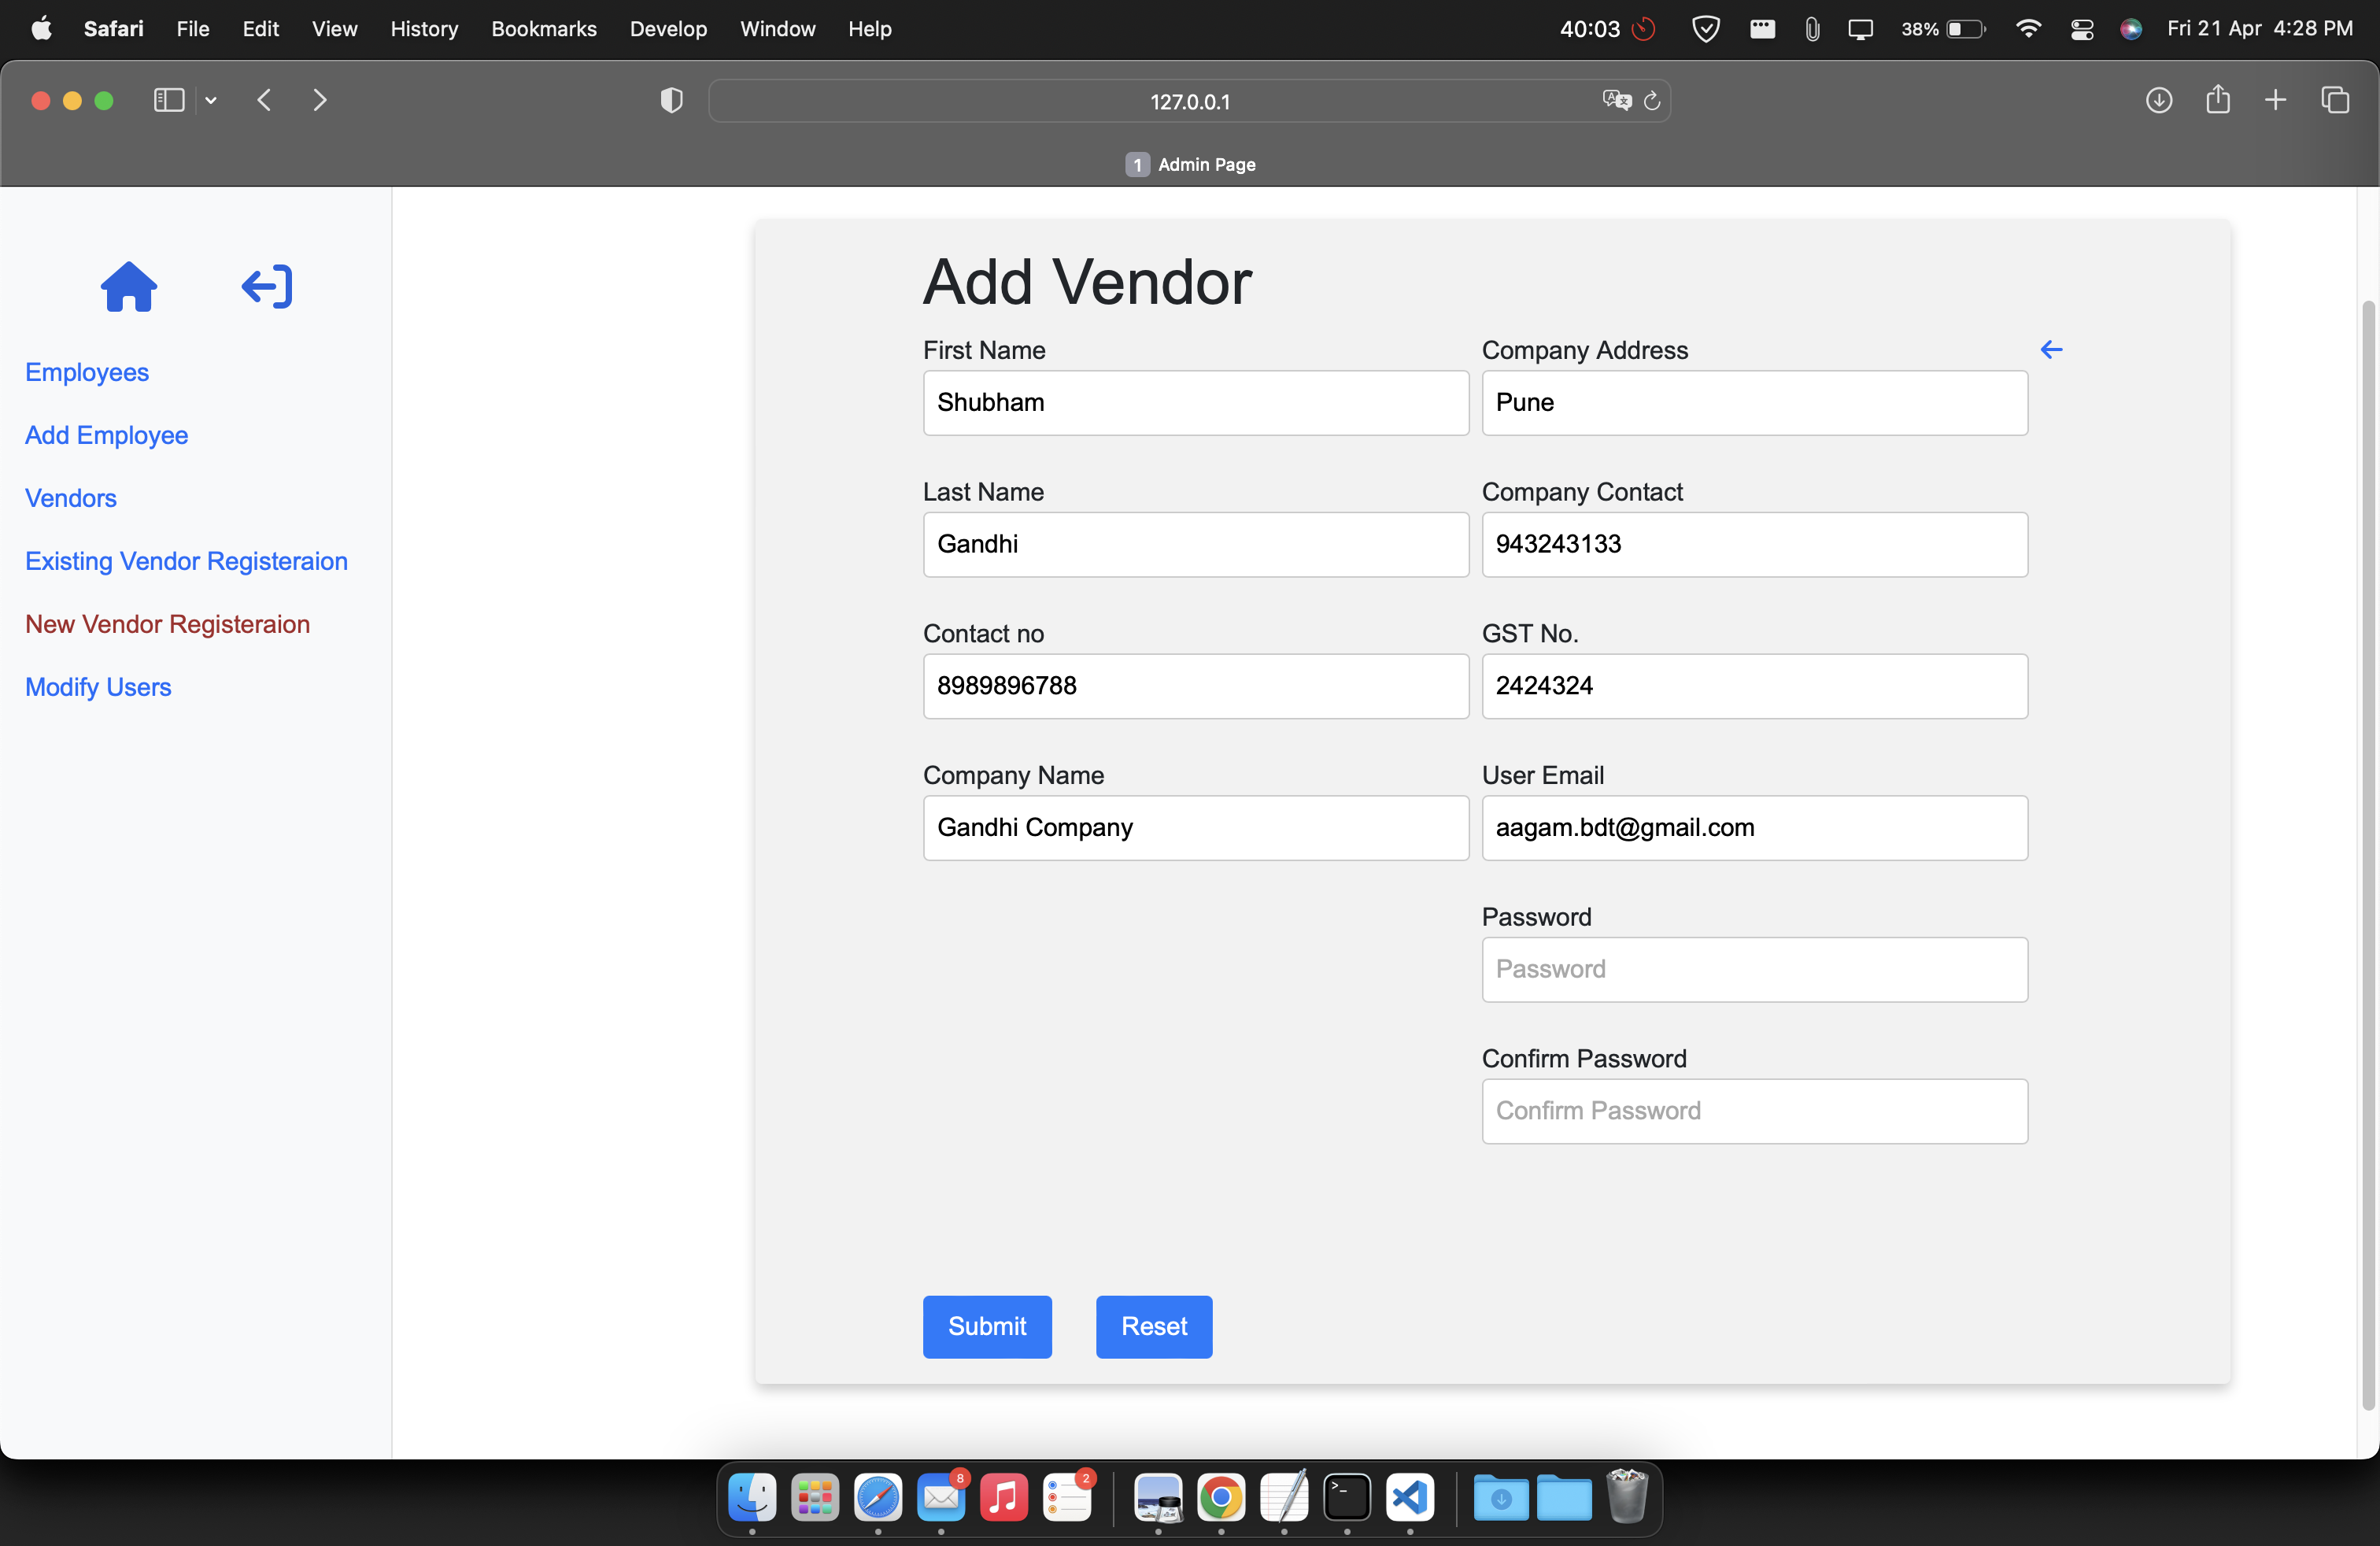 Safari File Edit View History Bookmarks Develop Window Help 40:03 38% Fri 21 Apr 4:28 PM
127.0.0.1
1 Admin Page
Employees
Add Employee
Vendors
Existing Vendor Registeraion
New Vendor Registeraion
Modify Users
Add Vendor
First Name
Shubham
Company Address
Pune
Last Name
Gandhi
Company Contact
943243133
Contact no
8989896788
GST No.
2424324
Company Name
Gandhi Company
User Email
aagam.bdt@gmail.com
Password
Password
Confirm Password
Confirm Password
Submit
Reset
8
2